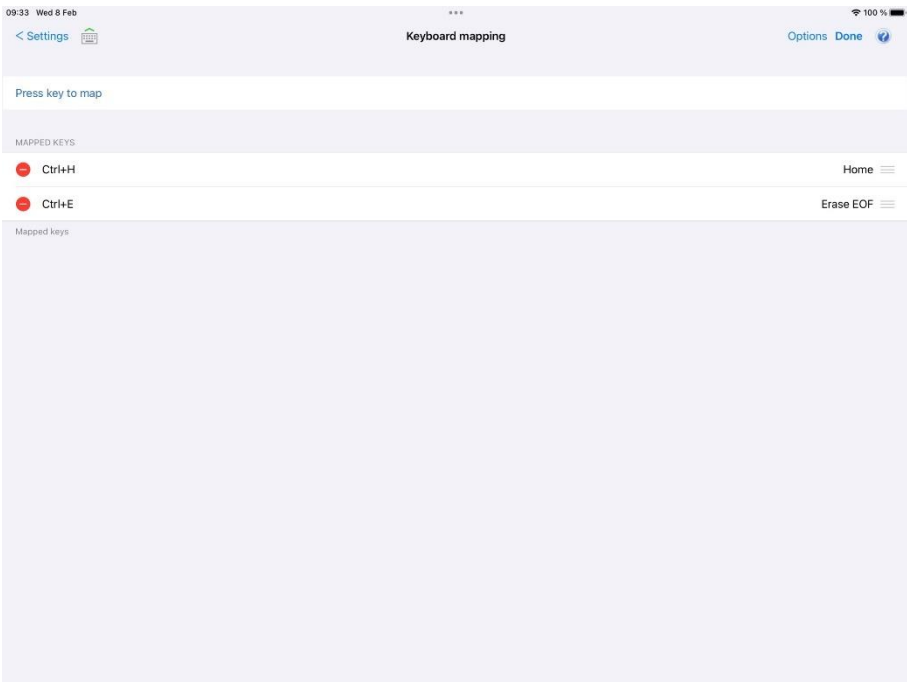 09:33 Wed 8 Feb 100 %
< Settings Keyboard mapping Options Done ?
Press key to map
MAPPED KEYS
Ctrl+H Home
Ctrl+E Erase EOF
Mapped keys